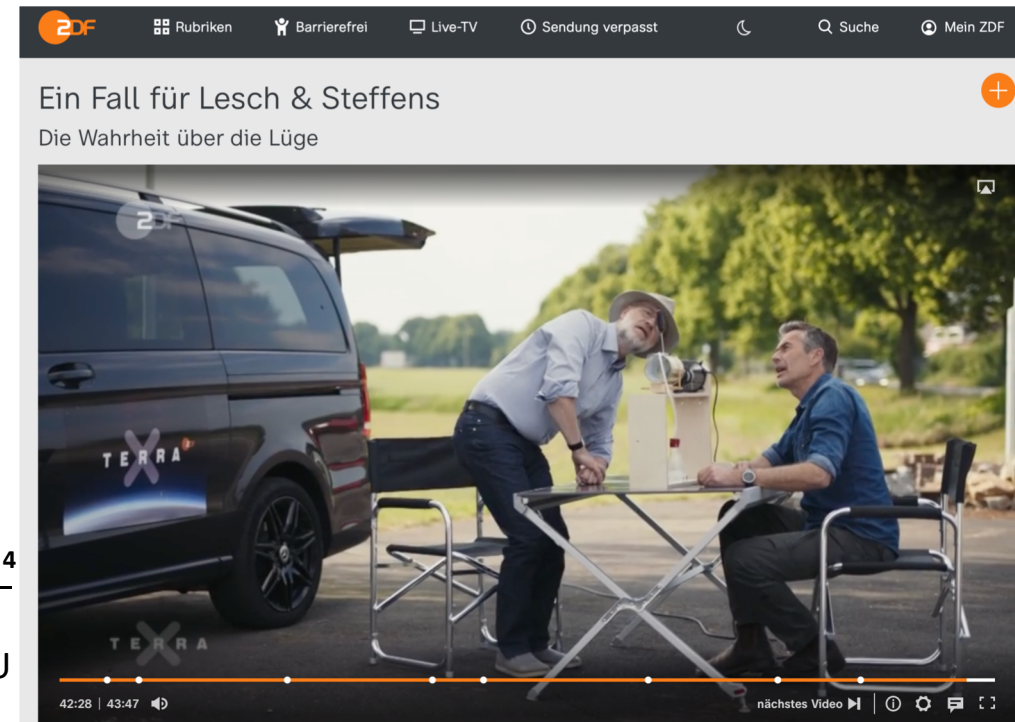 ZDF Rubriken Barrierefrei Live-TV Sendung verpasst Suche Mein ZDF
Ein Fall für Lesch & Steffens
Die Wahrheit über die Lüge
ZDF
TERRA X
4
TERRA X
U
42:28 | 43:47 nächstes Video